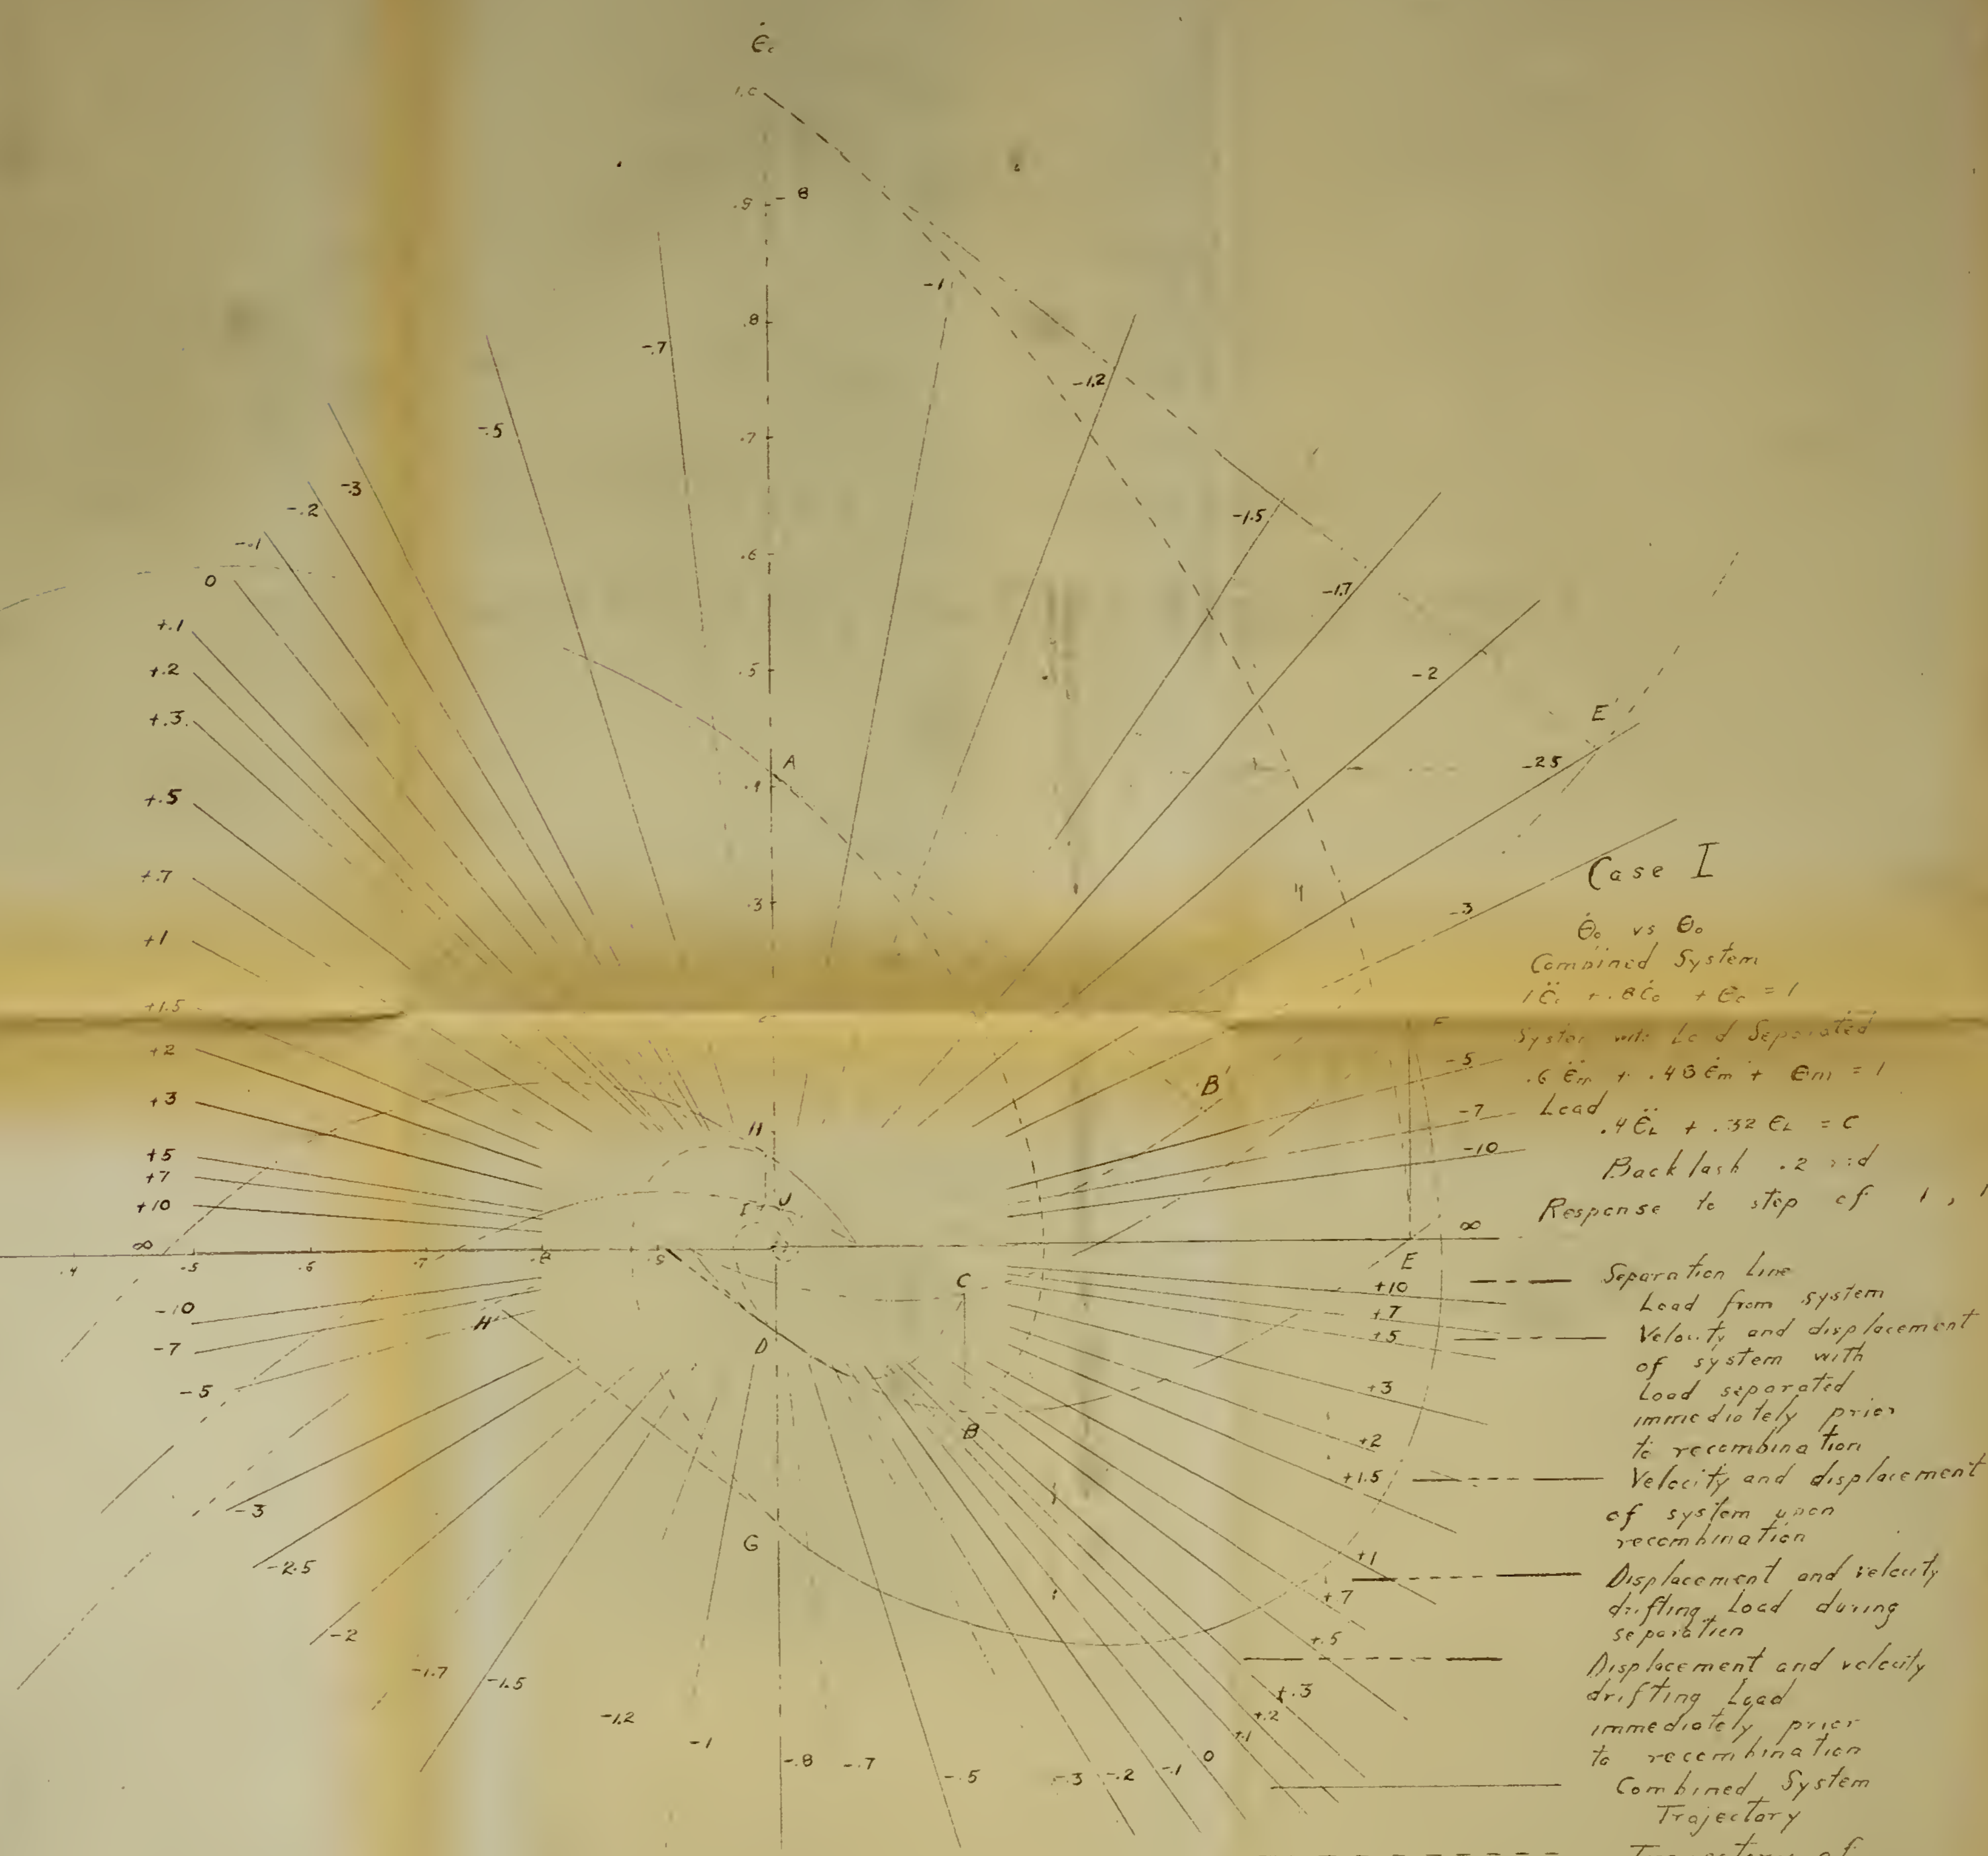 1.0
.9
- 8
.8
-1
-.7
-1.2
.7
-.5
-.3
-.2
-1.5
-.1
.6
0
-1.7
+.1
+.2
.5
-2
+.3
E'
A
-2.5
+.5
+.7
.3
-3
+1
+1.5
+2
-5
B'
+3
-7
H
-10
+5
+7
J
+10
∞
∞
.4
.5
.6
.7
E
C
+10
-10
+7
H'
+5
-7
D
-5
+3
B
+2
+1.5
-3
G
+1
-2.5
+.7
-2
+.5
-1.7
-1.5
+.3
-1.2
+.2
-1
+.1
-.8
-.7
-.5
-.3
-.2
-.1
0
Case I
Θ̇o vs Θo
Combined System
System with Load Separated
Load
Backlash .2
Response to step of 1, 1
Separation Line
Load from system
Velocity and displacement
of system with
Load separated
immediately prior
to recombination
Velocity and displacement
of system upon
recombination
Displacement and velocity
drifting Load during
separation
Displacement and velocity
drifting Load
immediately prior
to recombination
Combined System
Trajectory